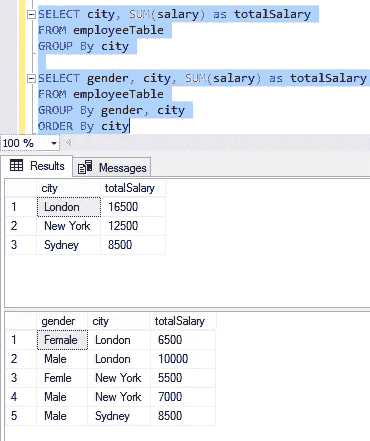 SELECT city, SUM(salary) as totalSalary
FROM employeeTable
GROUP By city
SELECT gender, city, SUM(salary) as totalSalary
FROM employeeTable
GROUP By gender, city
ORDER By city
100 %
Results Messages
city totalSalary
1 London 16500
2 New York 12500
3 Sydney 8500
gender city totalSalary
1 Female London 6500
2 Male London 10000
3 Femle New York 5500
4 Male New York 7000
5 Male Sydney 8500